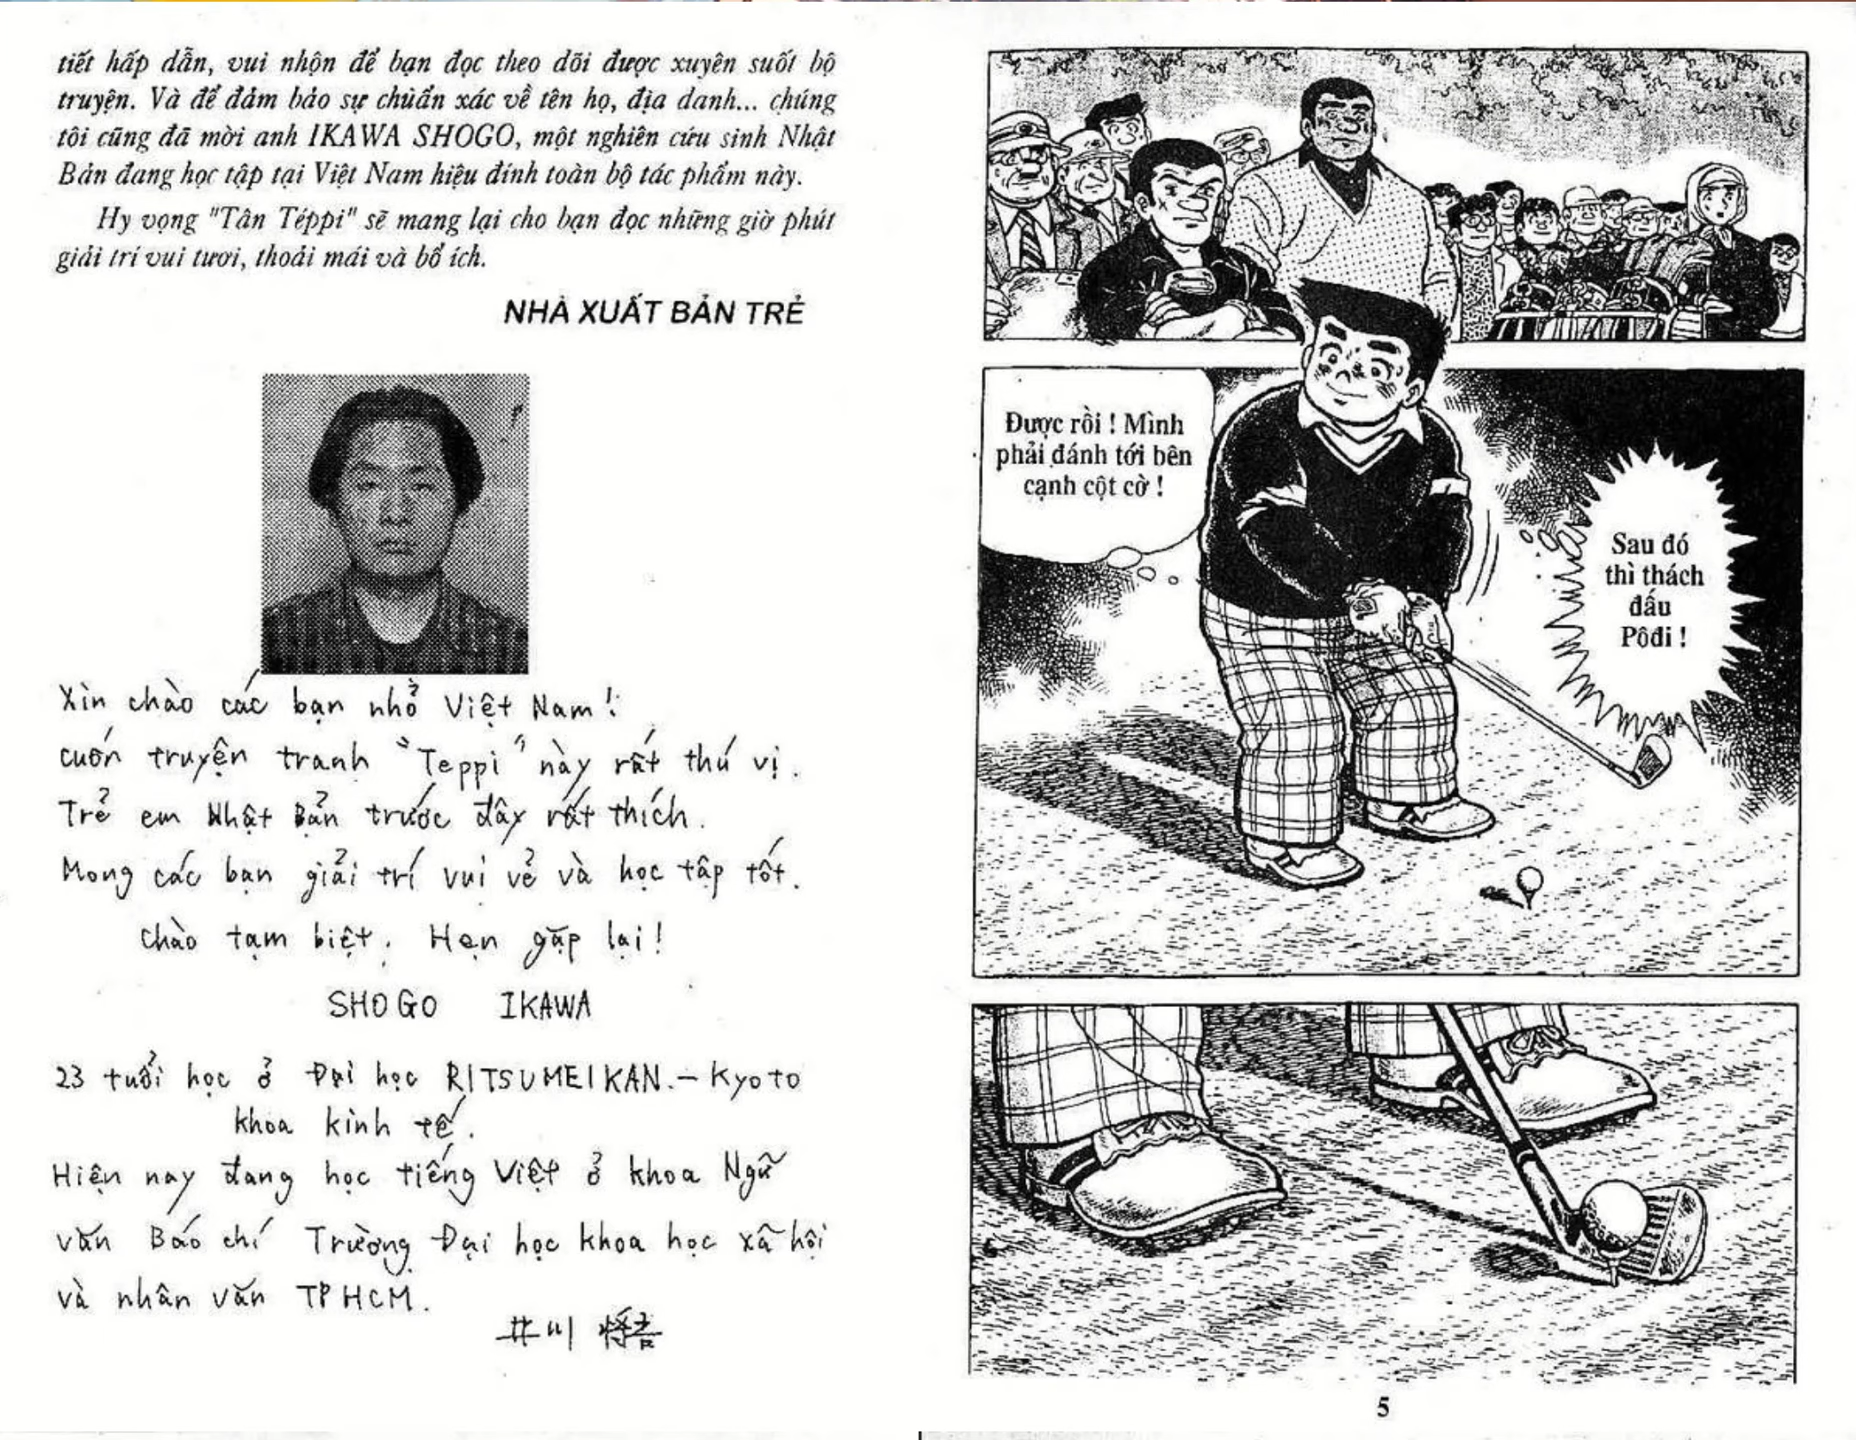 tiết hấp dẫn, vui nhộn để bạn đọc theo dõi được xuyên suốt bộ
truyện. Và để đảm bảo sự chuẩn xác về tên họ, địa danh... chúng
tôi cũng đã mời anh IKAWA SHOGO, một nghiên cứu sinh Nhật
Bản đang học tập tại Việt Nam hiệu đính toàn bộ tác phẩm này.
Hy vọng "Tân Téppi" sẽ mang lại cho bạn đọc những giờ phút
giải trí vui tươi, thoải mái và bổ ích.
NHÀ XUẤT BẢN TRẺ
Xin chào các bạn nhỏ Việt Nam!
cuốn truyện tranh "Teppi" này rất thú vị.
Trẻ em Nhật Bản trước đây rất thích.
Mong các bạn giải trí vui vẻ và học tập tốt.
chào tạm biệt. Hẹn gặp lại!
SHOGO IKAWA
23 tuổi học ở Đại học RITSUMEIKAN.- Kyoto
khoa kinh tế.
Hiện nay đang học tiếng Việt ở khoa Ngữ
văn Báo chí Trường Đại học khoa học xã hội
và nhân văn TP HCM.
井川 将吾
Được rồi ! Mình
phải đánh tới bên
cạnh cột cờ !
Sau đó
thì thách
đấu
Pôđi !
5